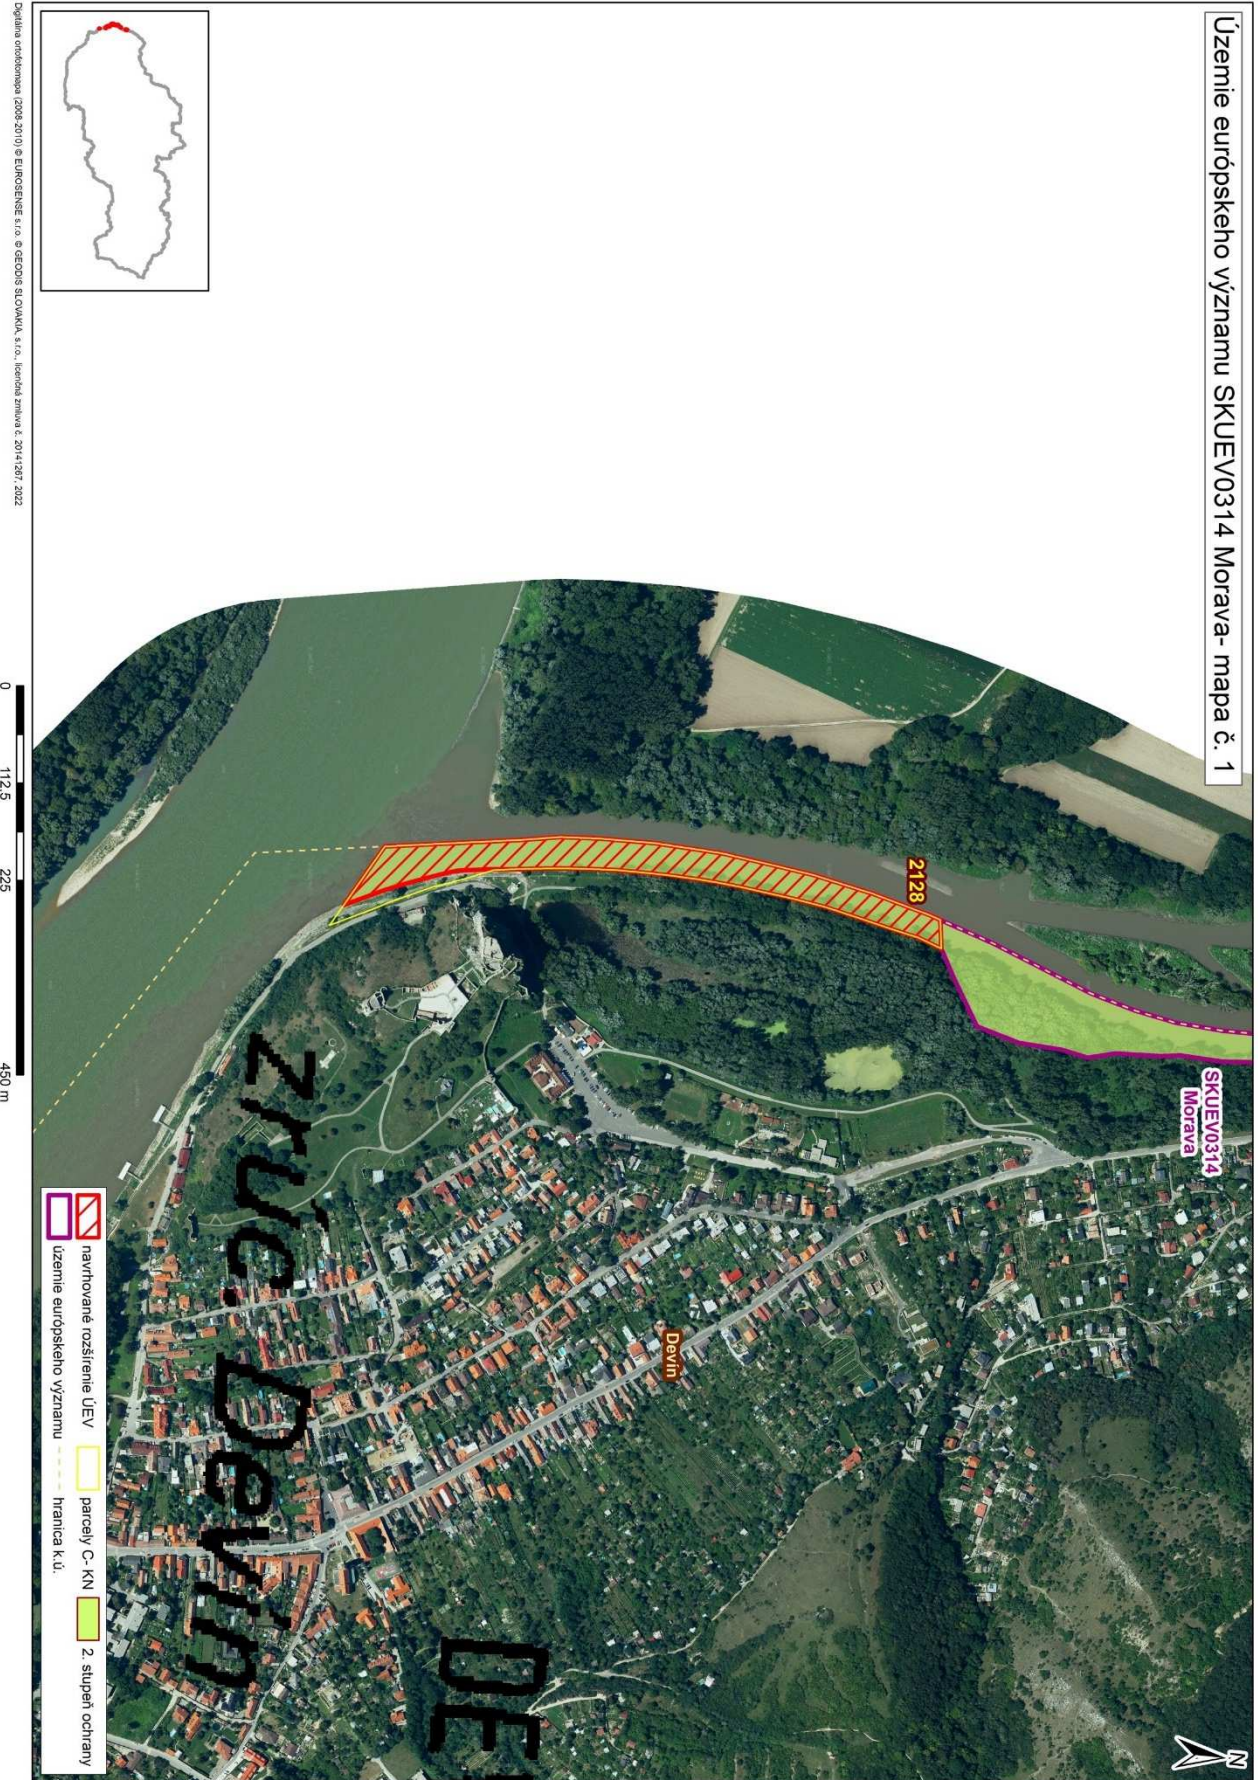 Územie európskeho významu SKUEV0314 Morava- mapa č. 1
N
SKUEV0314
Morava
2128
Devín
DE
zrúc. Devín
navrhované rozšírenie ÚEV
parcely C- KN
2. stupeň ochrany
územie európskeho významu
hranica k.ú.
0 112,5 225 450 m
Digitálna ortofotomapa (2008-2010) © EUROSENSE s.r.o. © GEODIS SLOVAKIA, s.r.o., licenčná zmluva č. 20141267, 2022